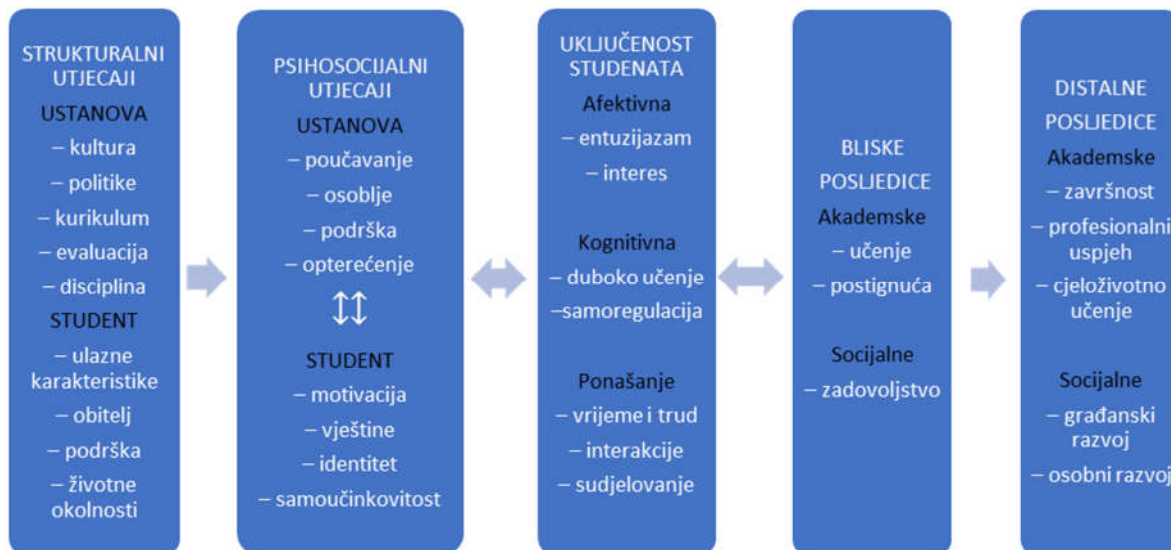 STRUKTURALNI
UTJECAJI
USTANOVA
– kultura
– politike
– kurikulum
– evaluacija
– disciplina
STUDENT
– ulazne
karakteristike
– obitelj
– podrška
– životne
okolnosti
PSIHOSOCIJALNI
UTJECAJI
USTANOVA
– poučavanje
– osoblje
– podrška
– opterećenje
STUDENT
– motivacija
– vještine
– identitet
– samoučinkovitost
UKLJUČENOST
STUDENATA
Afektivna
– entuzijazam
– interes
Kognitivna
– duboko učenje
–samoregulacija
Ponašanje
– vrijeme i trud
– interakcije
– sudjelovanje
BLISKE
POSLJEDICE
Akademske
– učenje
– postignuća
Socijalne
– zadovoljstvo
DISTALNE
POSLJEDICE
Akademske
– završnost
– profesionalni
uspjeh
– cjeloživotno
učenje
Socijalne
– građanski
razvoj
– osobni razvoj